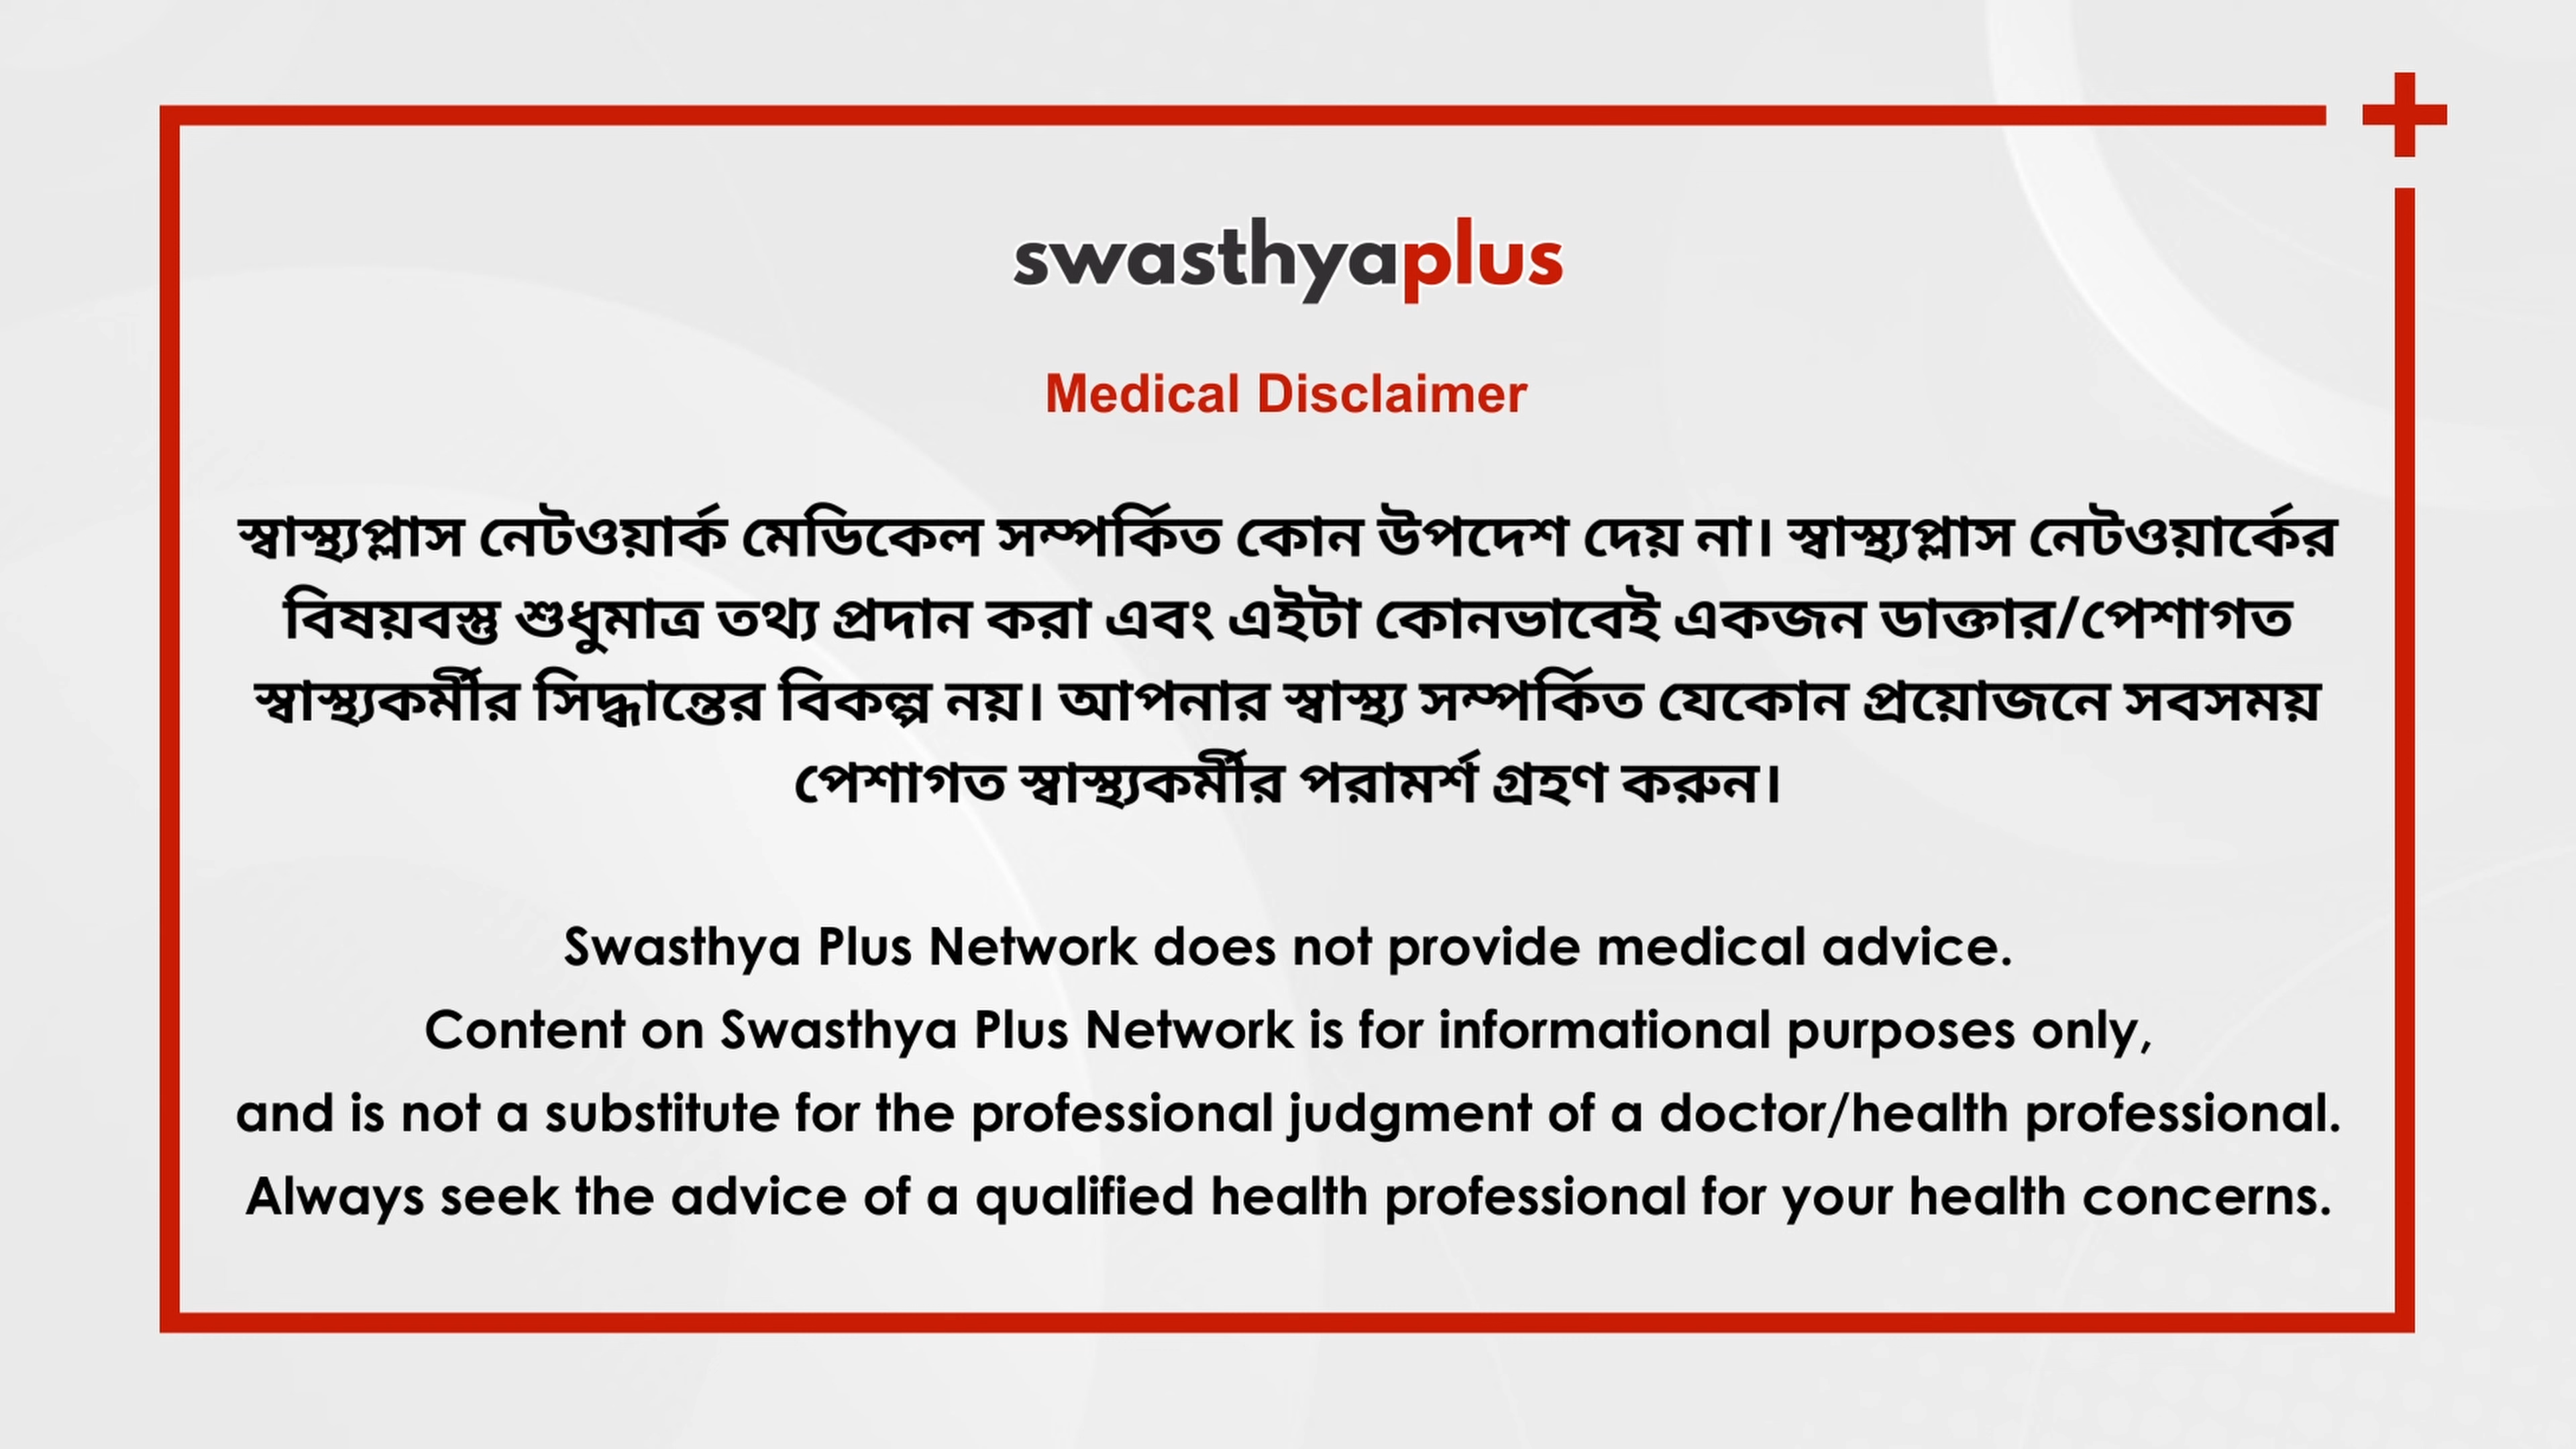 swasthyaplus
Medical Disclaimer
স্বাস্থ্যপ্লাস নেটওয়ার্ক মেডিকেল সম্পর্কিত কোন উপদেশ দেয় না। স্বাস্থ্যপ্লাস নেটওয়ার্কের
বিষয়বস্তু শুধুমাত্র তথ্য প্রদান করা এবং এইটা কোনভাবেই একজন ডাক্তার/পেশাগত
স্বাস্থ্যকর্মীর সিদ্ধান্তের বিকল্প নয়। আপনার স্বাস্থ্য সম্পর্কিত যেকোন প্রয়োজনে সবসময়
পেশাগত স্বাস্থ্যকর্মীর পরামর্শ গ্রহণ করুন।
Swasthya Plus Network does not provide medical advice.
Content on Swasthya Plus Network is for informational purposes only,
and is not a substitute for the professional judgment of a doctor/health professional.
Always seek the advice of a qualified health professional for your health concerns.